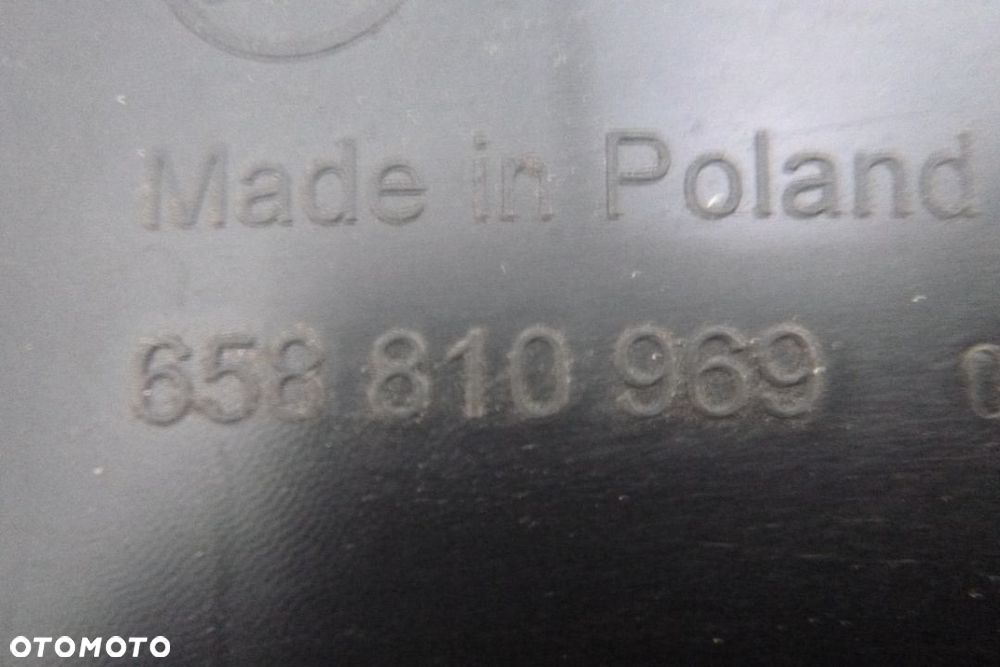 Made in Poland
658 810 969
OTOMOTO